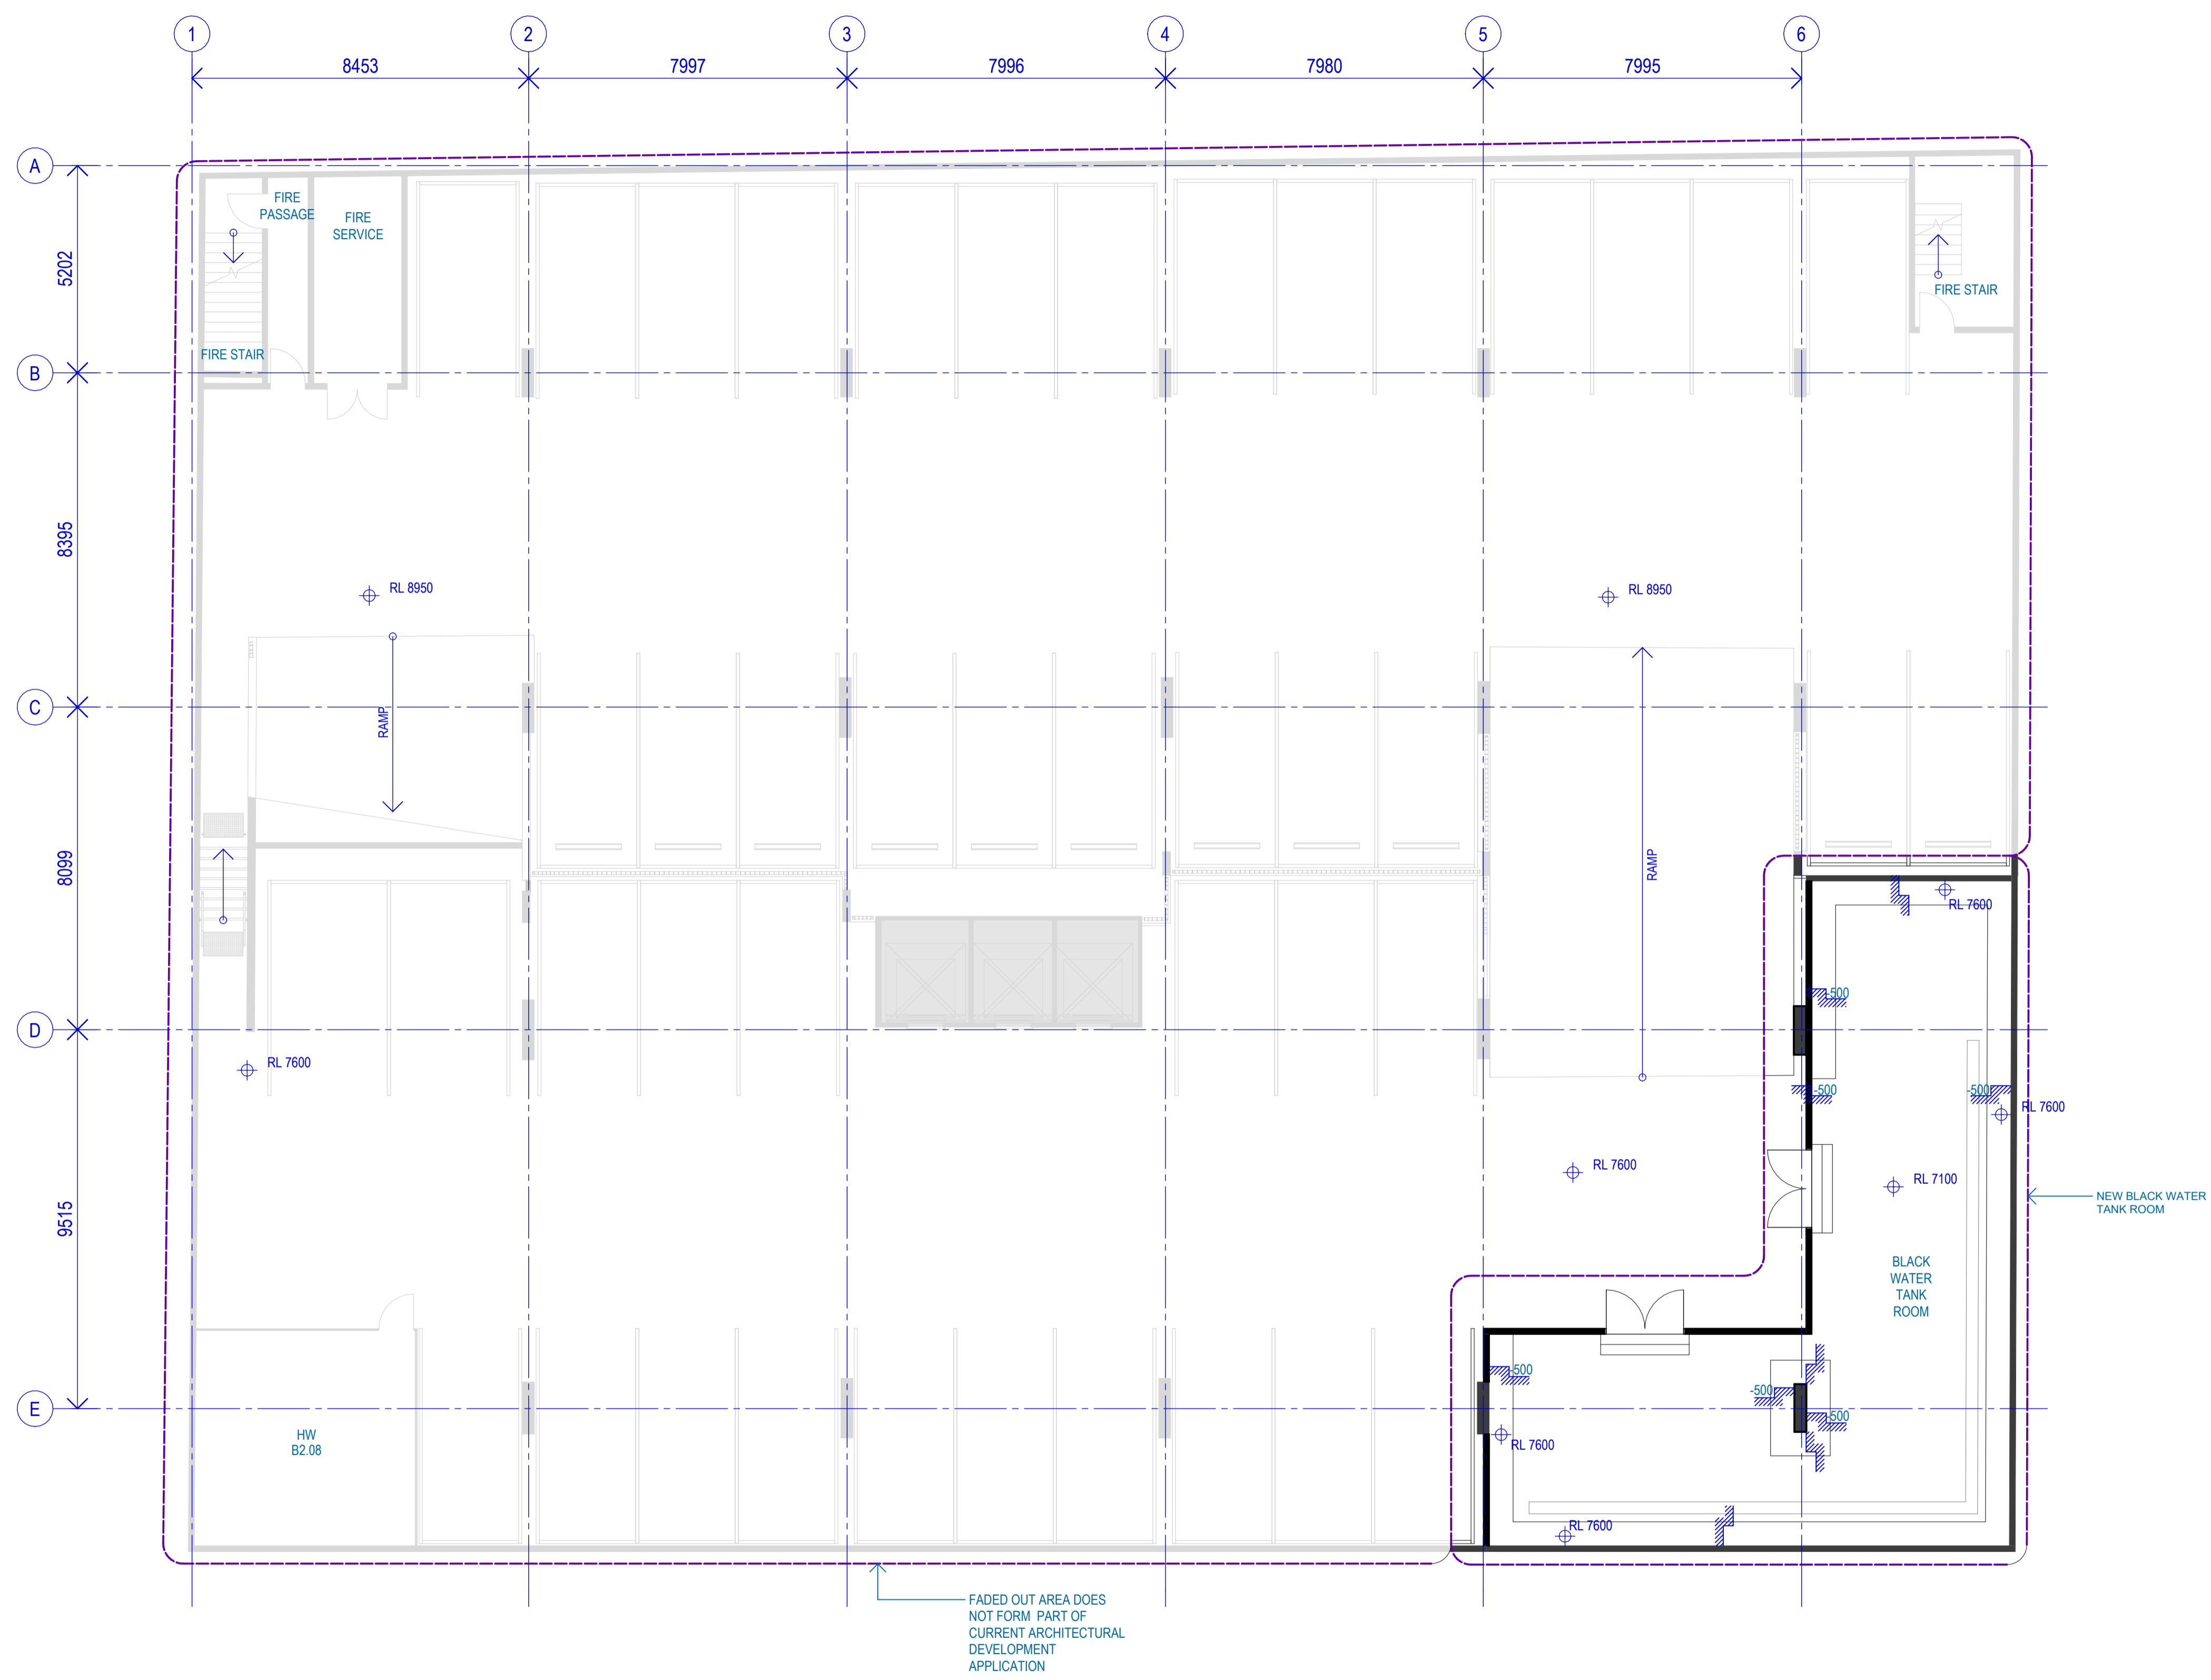 1
2
3
4
5
6
8453
7997
7996
7980
7995
A
B
C
D
E
5202
8395
8099
9515
FIRE
PASSAGE
FIRE
SERVICE
FIRE STAIR
FIRE STAIR
RL 8950
RL 8950
RAMP
RAMP
RL 7600
-500
RL 7600
-500
-500
RL 7600
RL 7600
RL 7100
NEW BLACK WATER
TANK ROOM
BLACK
WATER
TANK
ROOM
-500
-500
-500
HW
B2.08
RL 7600
RL 7600
FADED OUT AREA DOES
NOT FORM PART OF
CURRENT ARCHITECTURAL
DEVELOPMENT
APPLICATION